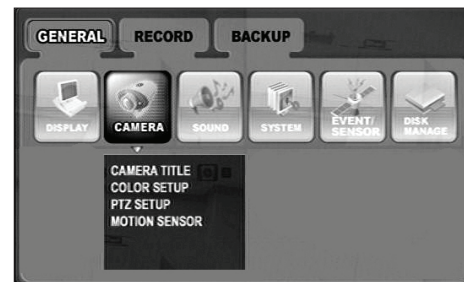 GENERAL RECORD BACKUP
DISPLAY CAMERA SOUND SYSTEM EVENT/ SENSOR DISK MANAGE
CAMERA TITLE
COLOR SETUP
PTZ SETUP
MOTION SENSOR